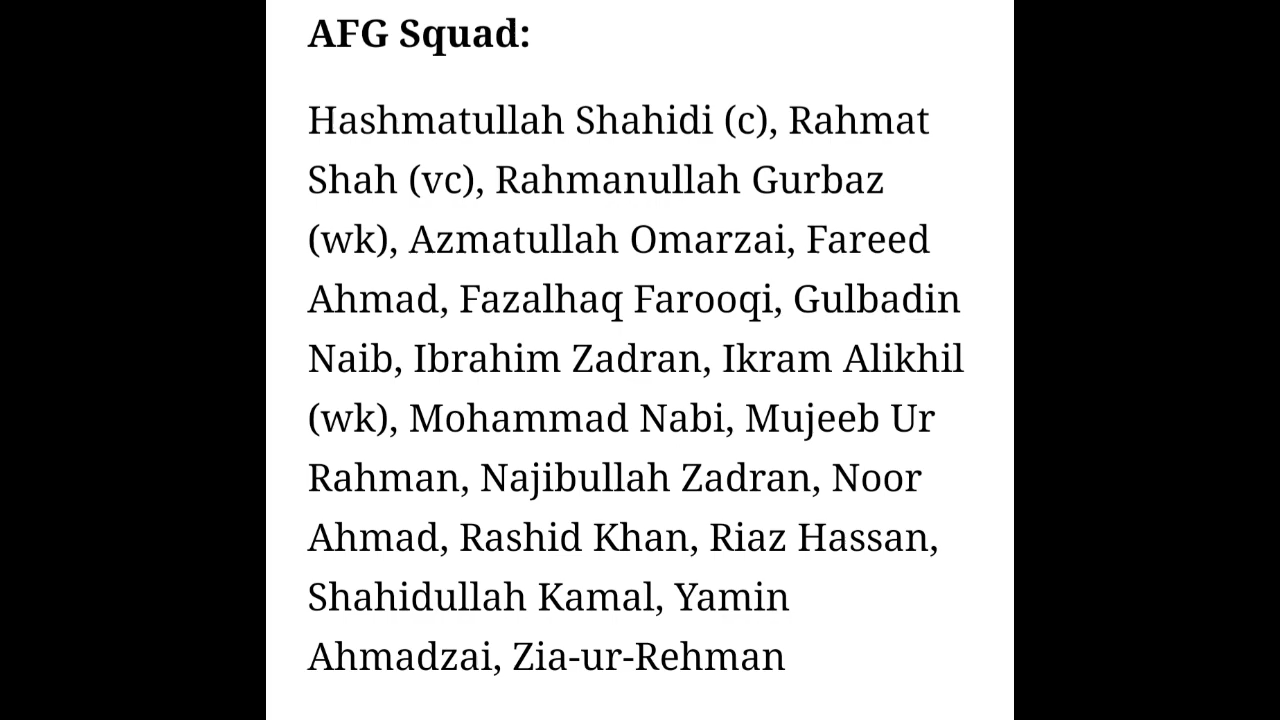 AFG Squad:
Hashmatullah Shahidi (c), Rahmat
Shah (vc), Rahmanullah Gurbaz
(wk), Azmatullah Omarzai, Fareed
Ahmad, Fazalhaq Farooqi, Gulbadin
Naib, Ibrahim Zadran, Ikram Alikhil
(wk), Mohammad Nabi, Mujeeb Ur
Rahman, Najibullah Zadran, Noor
Ahmad, Rashid Khan, Riaz Hassan,
Shahidullah Kamal, Yamin
Ahmadzai, Zia-ur-Rehman